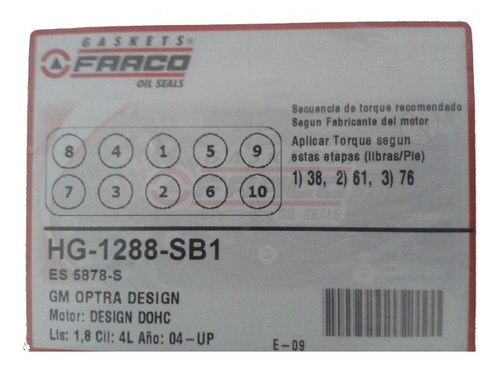 GASKETS®
FRACO
OIL SEALS
Secuencia de torque recomendado
Segun Fabricante del motor
Aplicar Torque segun
estas etapas (libras/Pie)
1) 38, 2) 61, 3) 76
8 4 1 5 9
7 3 2 6 10
HG-1288-SB1
ES 5878-S
GM OPTRA DESIGN
Motor: DESIGN DOHC
Lts: 1,8 Cil: 4L Año: 04-UP
E-09